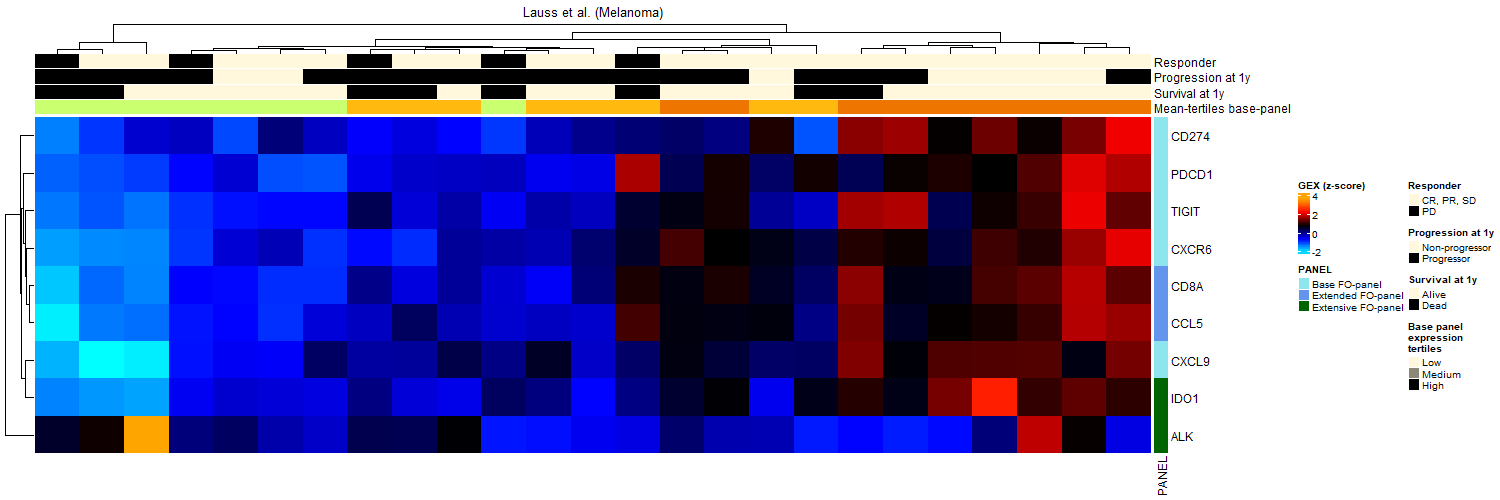 Lauss et al. (Melanoma)
Responder
Progression at 1y
Survival at 1y
Mean-tertiles base-panel
CD274
PDCD1
TIGIT
CXCR6
CD8A
CCL5
CXCL9
IDO1
ALK
PANEL
GEX (z-score)
4
2
0
-2
PANEL
Base FO-panel
Extended FO-panel
Extensive FO-panel
Responder
CR, PR, SD
PD
Progression at 1y
Non-progressor
Progressor
Survival at 1y
Alive
Dead
Base panel
expression
tertiles
Low
Medium
High